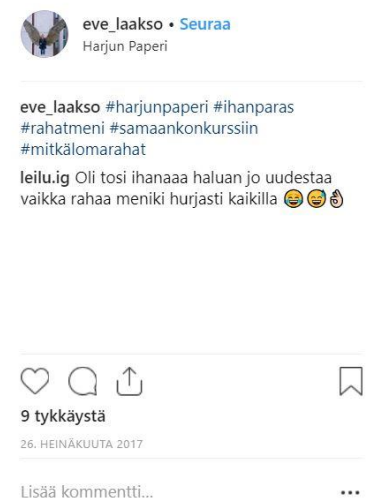 eve_laakso • Seuraa
Harjun Paperi
eve_laakso #harjunpaperi #ihanparas
#rahatmeni #samaankonkurssiin
#mitkälomarahat
leilu.ig Oli tosi ihanaaa haluan jo uudestaa
vaikka rahaa meniki hurjasti kaikilla 😂😅👌🏻
9 tykkäystä
26. HEINÄKUUTA 2017
Lisää kommentti...